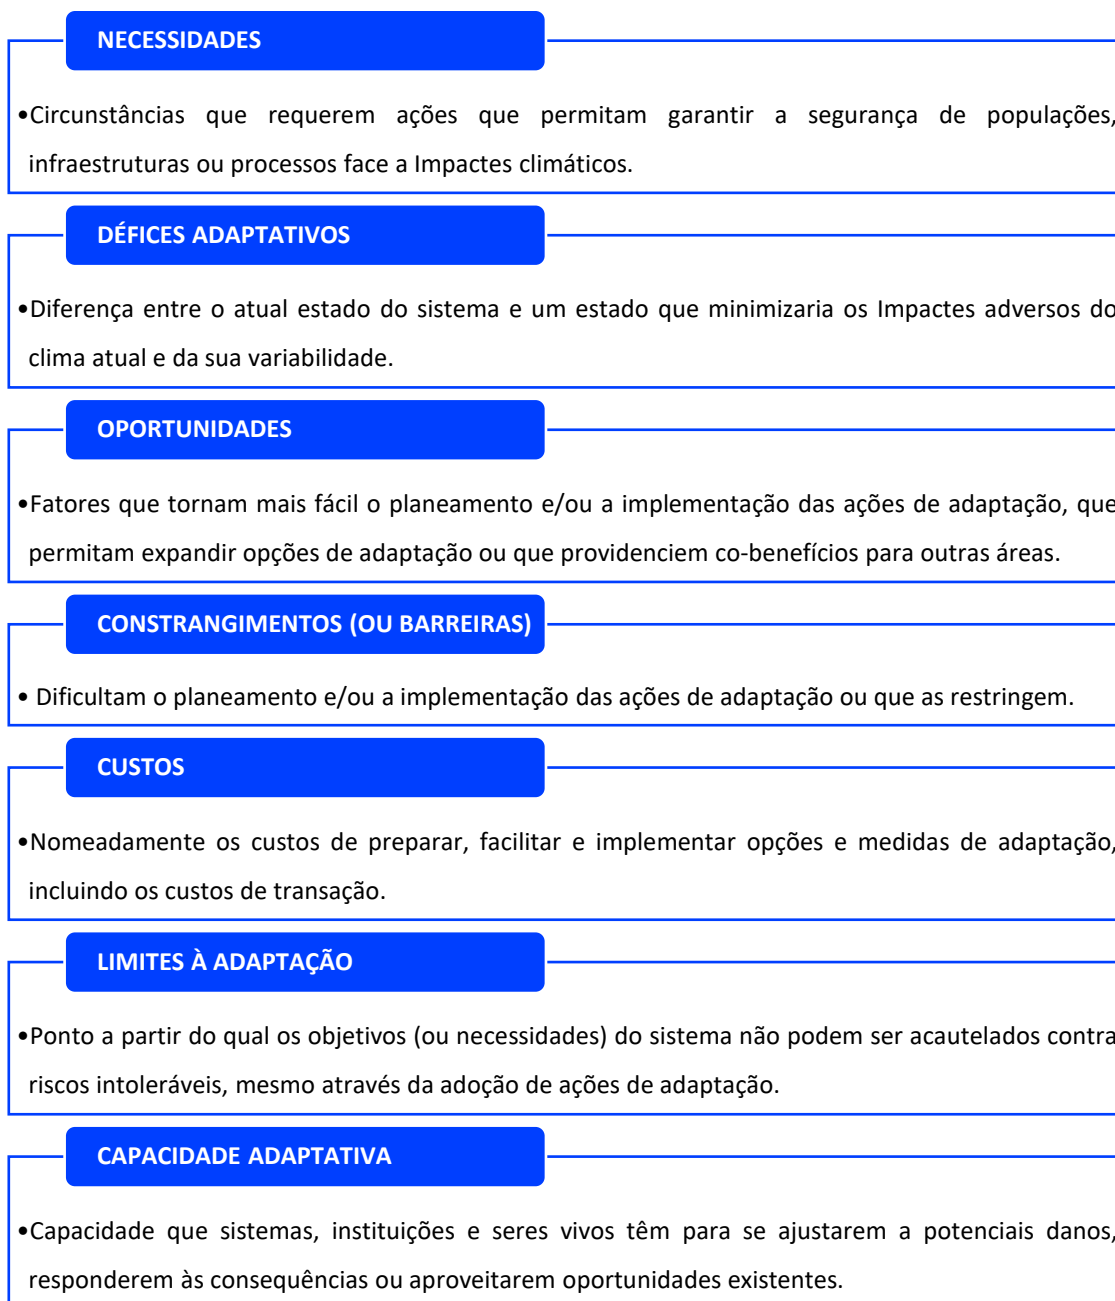 NECESSIDADES
•Circunstâncias que requerem ações que permitam garantir a segurança de populações,
infraestruturas ou processos face a Impactes climáticos.
DÉFICES ADAPTATIVOS
•Diferença entre o atual estado do sistema e um estado que minimizaria os Impactes adversos do
clima atual e da sua variabilidade.
OPORTUNIDADES
•Fatores que tornam mais fácil o planeamento e/ou a implementação das ações de adaptação, que
permitam expandir opções de adaptação ou que providenciem co-benefícios para outras áreas.
CONSTRANGIMENTOS (OU BARREIRAS)
• Dificultam o planeamento e/ou a implementação das ações de adaptação ou que as restringem.
CUSTOS
•Nomeadamente os custos de preparar, facilitar e implementar opções e medidas de adaptação,
incluindo os custos de transação.
LIMITES À ADAPTAÇÃO
•Ponto a partir do qual os objetivos (ou necessidades) do sistema não podem ser acautelados contra
riscos intoleráveis, mesmo através da adoção de ações de adaptação.
CAPACIDADE ADAPTATIVA
•Capacidade que sistemas, instituições e seres vivos têm para se ajustarem a potenciais danos,
responderem às consequências ou aproveitarem oportunidades existentes.